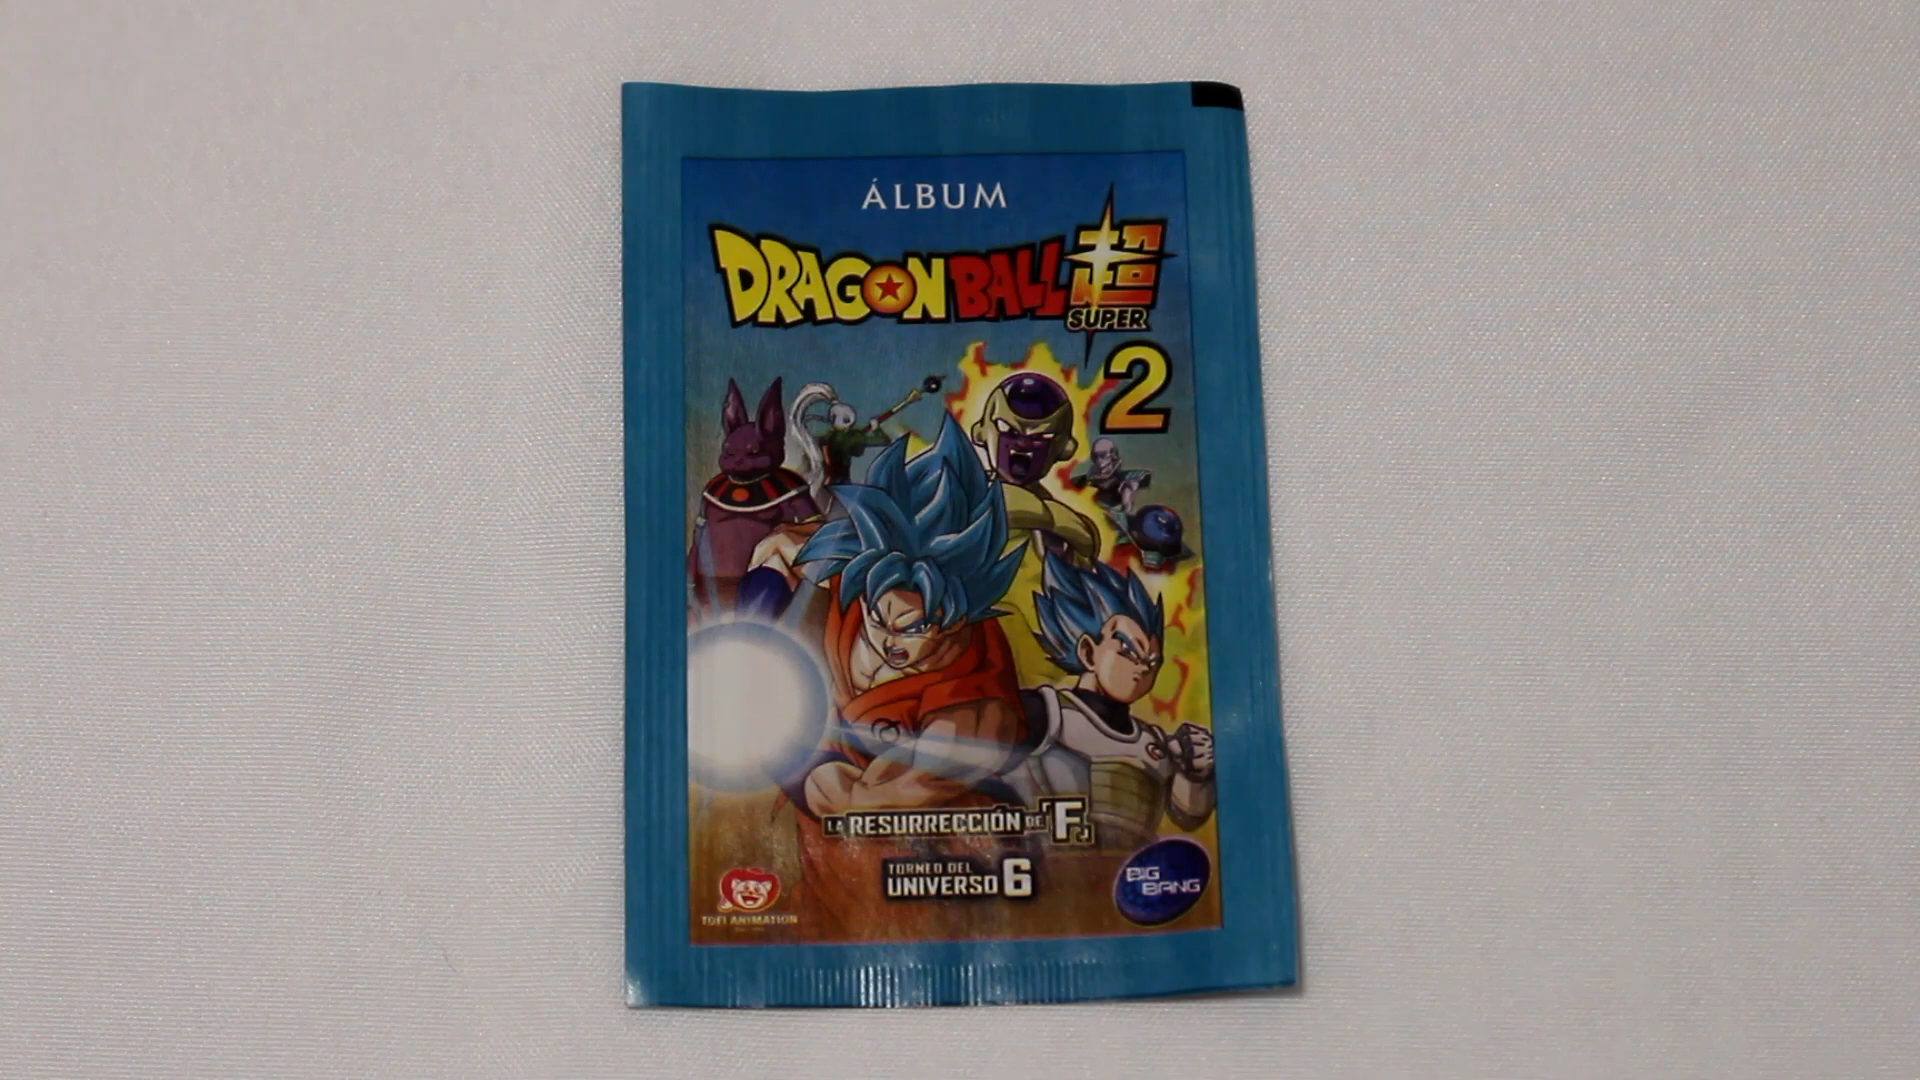 ÁLBUM
DRAGON BALL 超
SUPER
2
LA RESURRECCIÓN DE「F」
TORNEO DEL
UNIVERSO 6
BIG
BANG
TOEI ANIMATION